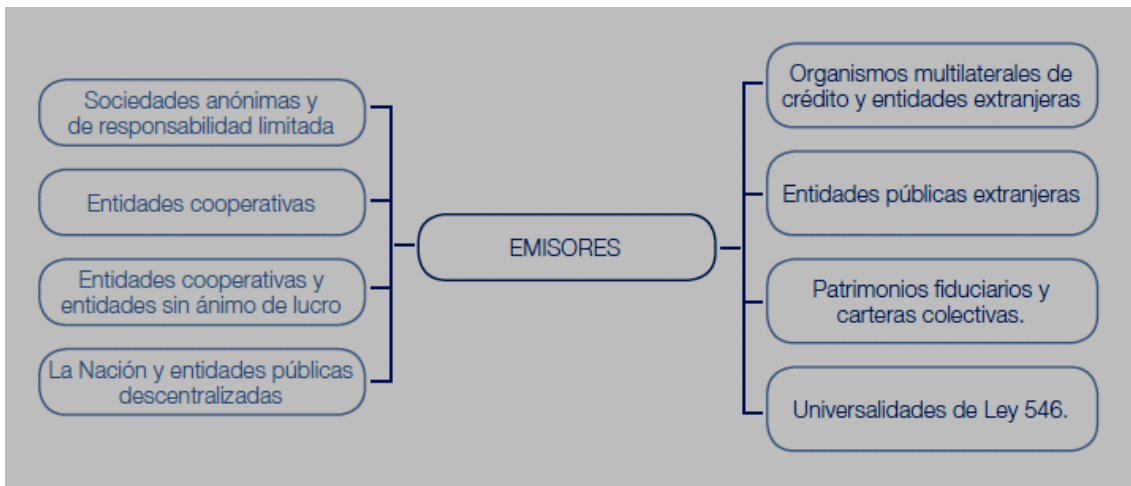 Sociedades anónimas y
de responsabilidad limitada
Entidades cooperativas
Entidades cooperativas y
entidades sin ánimo de lucro
La Nación y entidades públicas
descentralizadas
EMISORES
Organismos multilaterales de
crédito y entidades extranjeras
Entidades públicas extranjeras
Patrimonios fiduciarios y
carteras colectivas.
Universalidades de Ley 546.